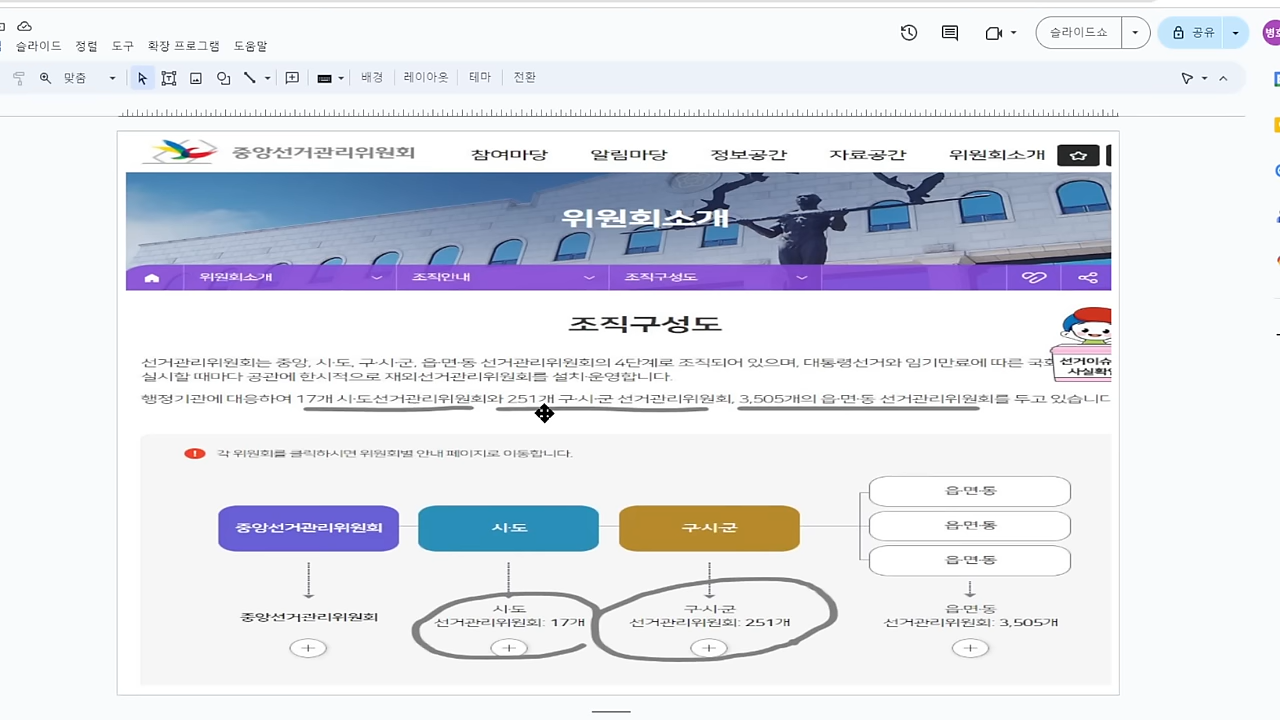 슬라이드 정렬 도구 확장 프로그램 도움말
슬라이드쇼
공유
맞춤
배경 레이아웃 테마 전환
중앙선거관리위원회
참여마당 알림마당 정보공간 자료공간 위원회소개
위원회소개
위원회소개 조직안내 조직구성도
조직구성도
선거관리위원회는 중앙, 시·도, 구·시·군, 읍·면·동 선거관리위원회의 4단계로 조직되어 있으며, 대통령선거와 임기만료에 따른 국회
실시할 때마다 공관에 한시적으로 재외선거관리위원회를 설치·운영합니다.
선거이슈
사실확인
행정기관에 대응하여 17개 시·도선거관리위원회와 251개 구·시·군 선거관리위원회, 3,505개의 읍·면·동 선거관리위원회를 두고 있습니다
각 위원회를 클릭하시면 위원회별 안내 페이지로 이동합니다.
중앙선거관리위원회 시·도 구·시·군
읍·면·동
읍·면·동
읍·면·동
중앙선거관리위원회
시·도
선거관리위원회: 17개
구·시·군
선거관리위원회: 251개
읍·면·동
선거관리위원회: 3,505개